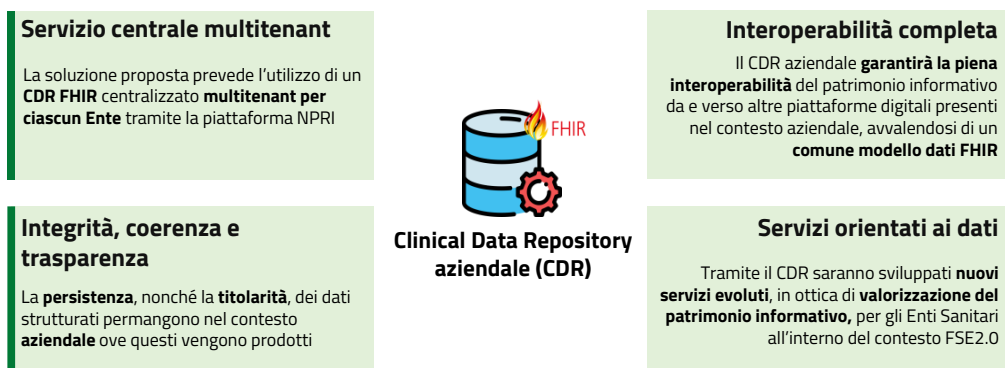 Servizio centrale multitenant
La soluzione proposta prevede l’utilizzo di un
CDR FHIR centralizzato multitenant per
ciascun Ente tramite la piattaforma NPRI
Integrità, coerenza e
trasparenza
La persistenza, nonché la titolarità, dei dati
strutturati permangono nel contesto
aziendale ove questi vengono prodotti
FHIR
Clinical Data Repository
aziendale (CDR)
Interoperabilità completa
Il CDR aziendale garantirà la piena
interoperabilità del patrimonio informativo
da e verso altre piattaforme digitali presenti
nel contesto aziendale, avvalendosi di un
comune modello dati FHIR
Servizi orientati ai dati
Tramite il CDR saranno sviluppati nuovi
servizi evoluti, in ottica di valorizzazione del
patrimonio informativo, per gli Enti Sanitari
all’interno del contesto FSE2.0